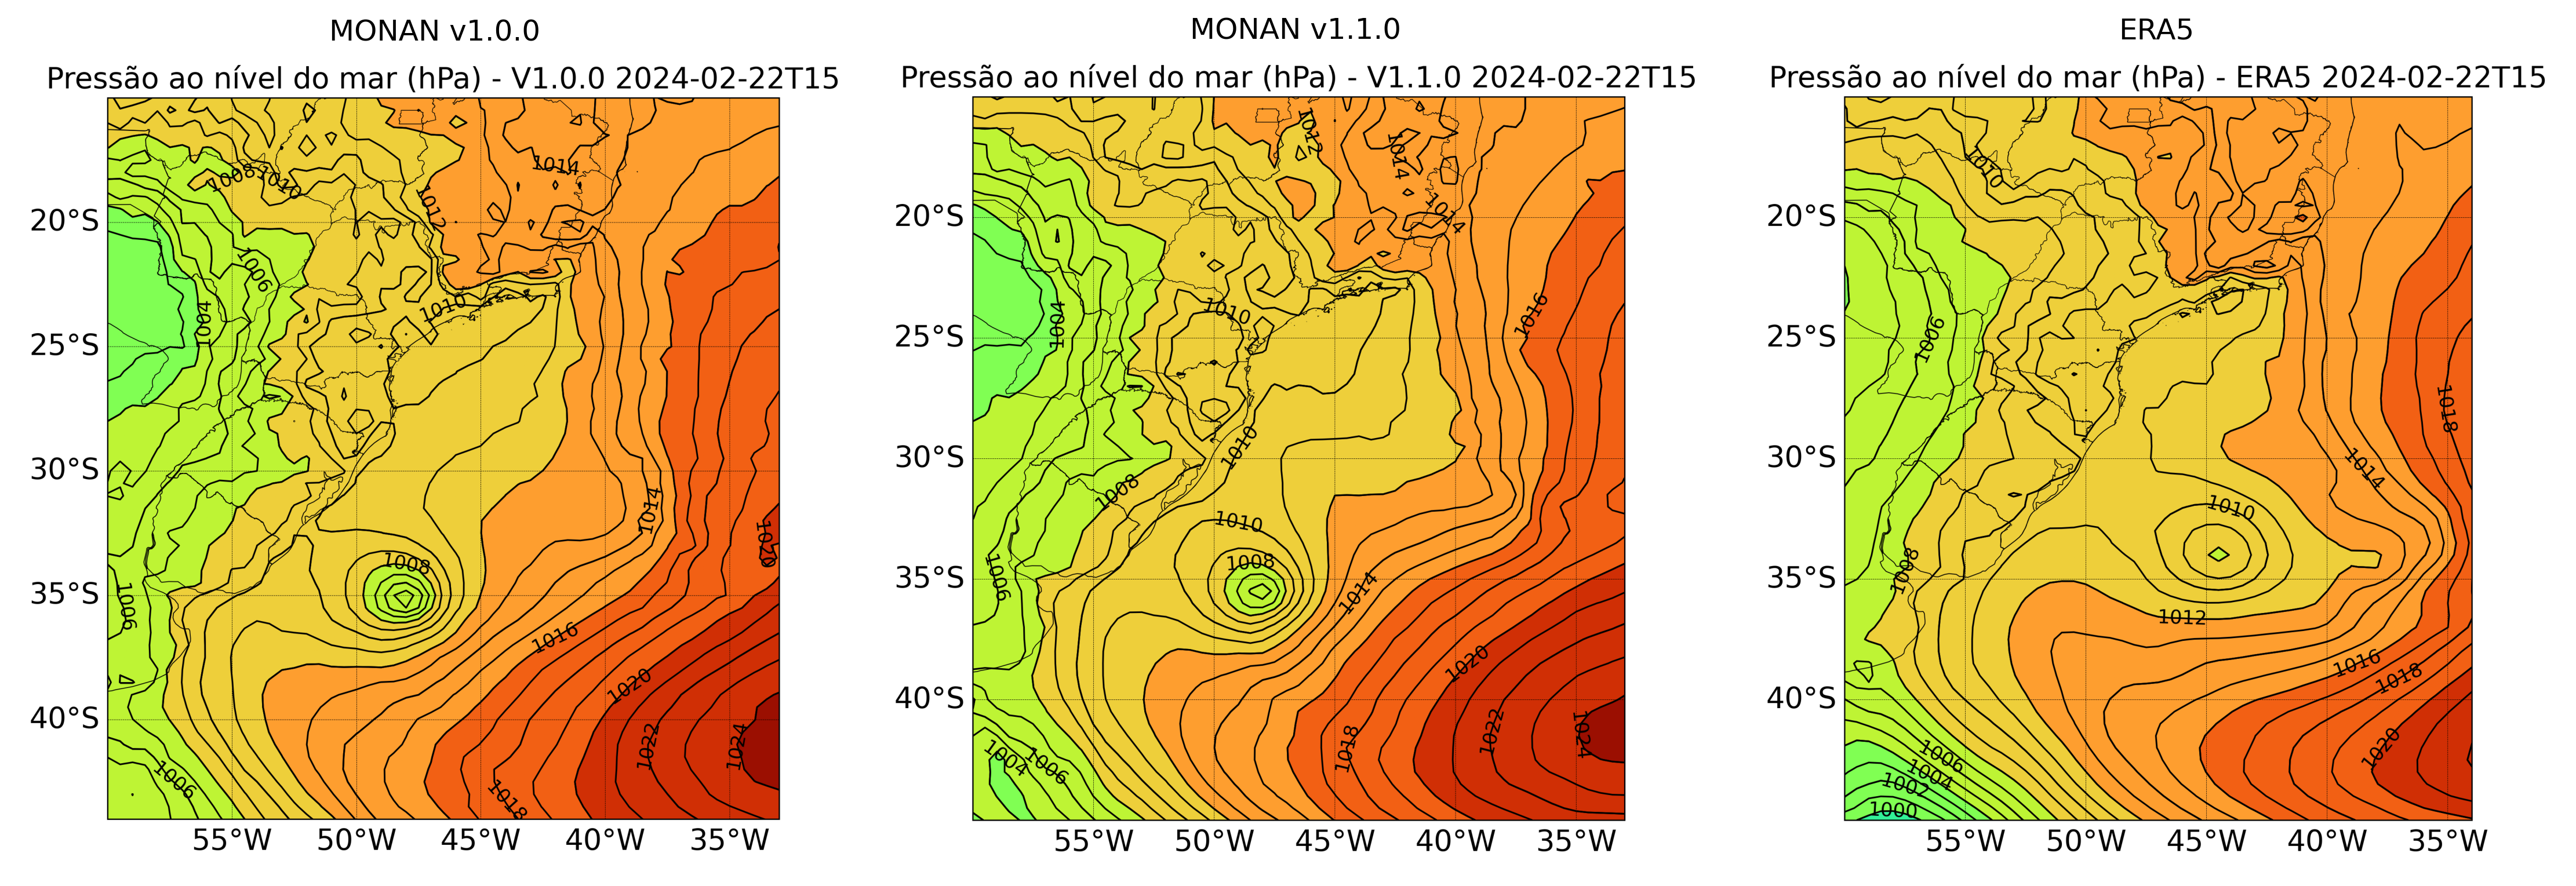 MONAN v1.0.0
Pressão ao nível do mar (hPa) - V1.0.0 2024-02-22T15
20°S
25°S
30°S
35°S
40°S
55°W 50°W 45°W 40°W 35°W
1008
1010
1012
1014
1006
1004
1010
1014
1020
1008
1006
1016
1020
1022
1024
1006
1018
MONAN v1.1.0
Pressão ao nível do mar (hPa) - V1.1.0 2024-02-22T15
20°S
25°S
30°S
35°S
40°S
55°W 50°W 45°W 40°W 35°W
1012
1014
1014
1004
1010
1016
1010
1008
1010
1008
1006
1014
1020
1022
1024
1018
1004
1006
ERA5
Pressão ao nível do mar (hPa) - ERA5 2024-02-22T15
20°S
25°S
30°S
35°S
40°S
55°W 50°W 45°W 40°W 35°W
1010
1006
1018
1014
1010
1008
1012
1016
1018
1020
1006
1004
1002
1000